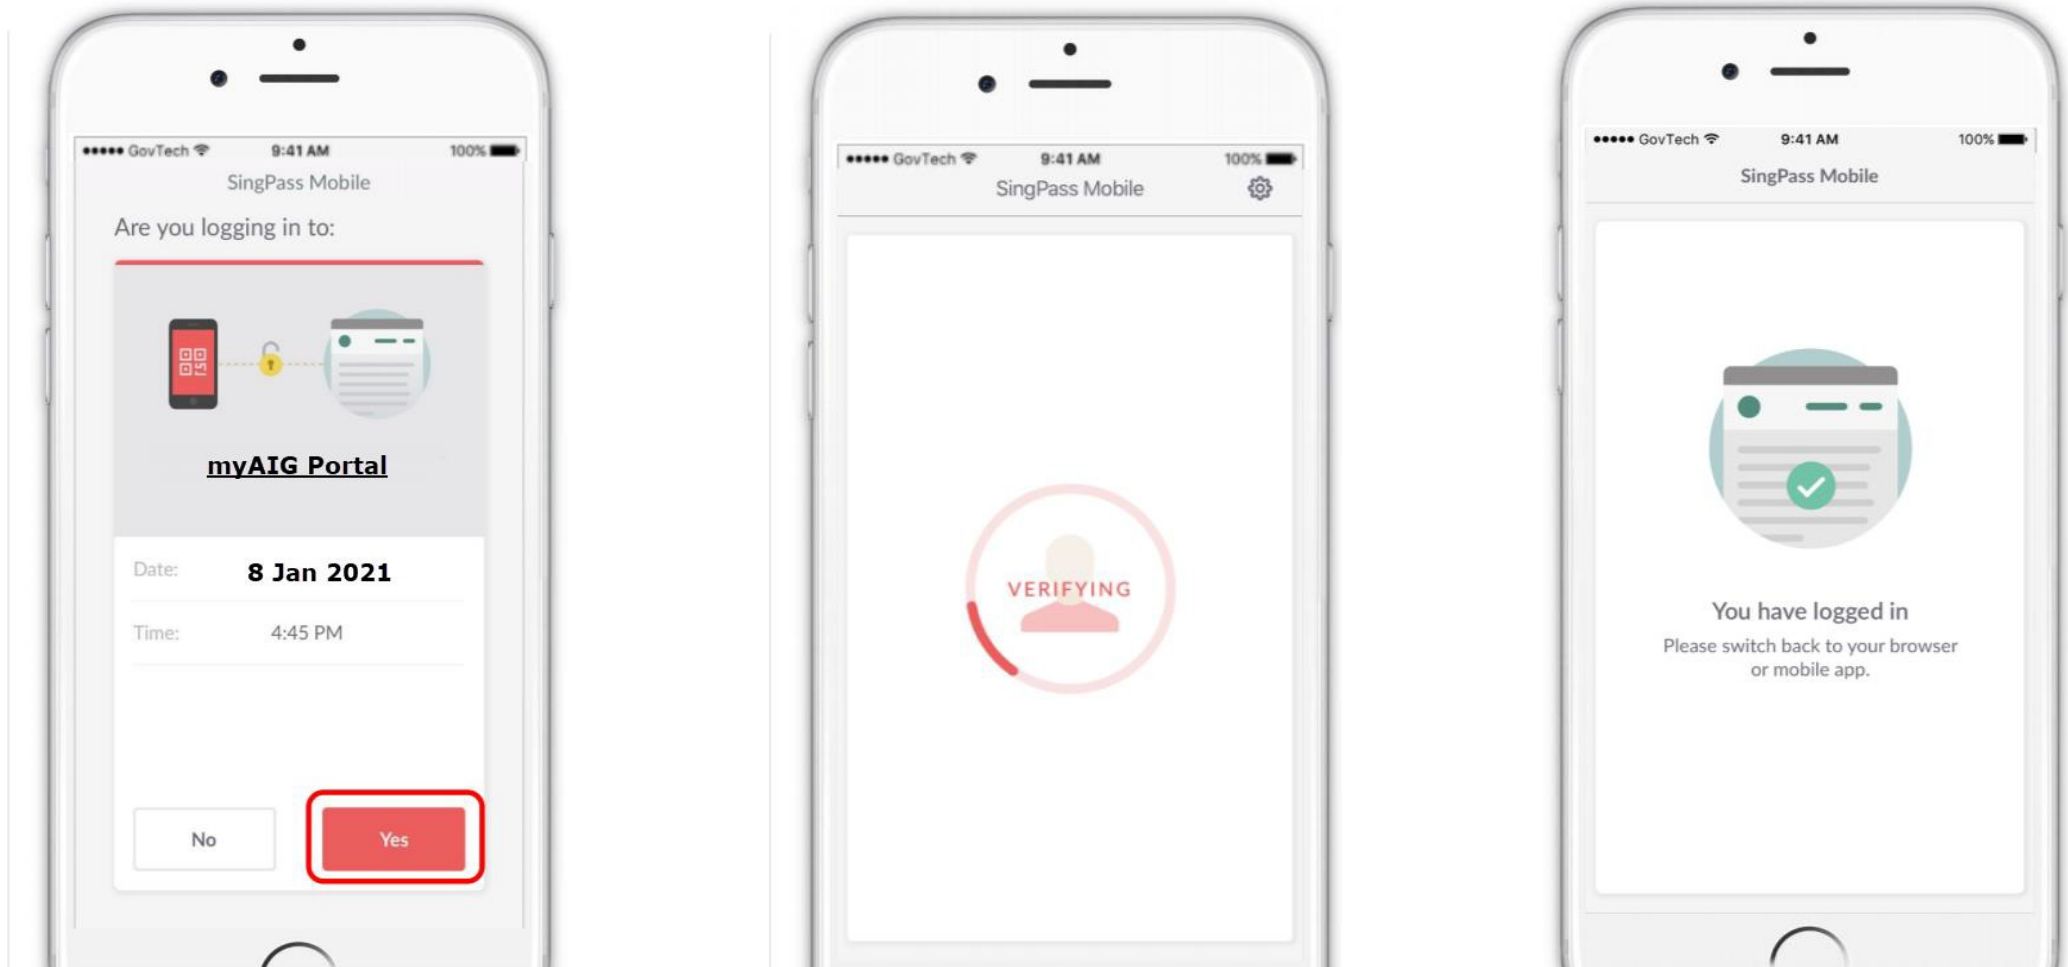 GovTech 9:41 AM 100%
SingPass Mobile
Are you logging in to:
myAIG Portal
Date: 8 Jan 2021
Time: 4:45 PM
No Yes
GovTech 9:41 AM 100%
SingPass Mobile
VERIFYING
GovTech 9:41 AM 100%
SingPass Mobile
You have logged in
Please switch back to your browser
or mobile app.